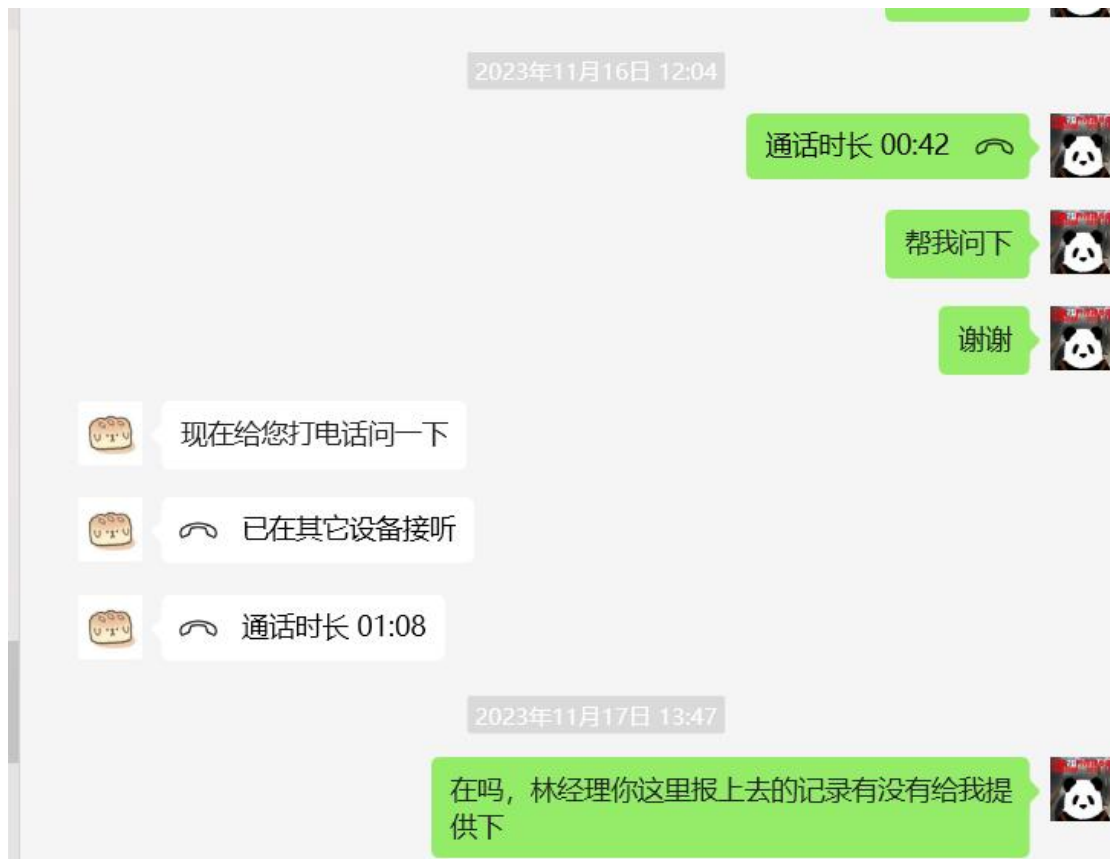 2023年11月16日 12:04
通话时长 00:42
帮我问下
谢谢
现在给您打电话问一下
已在其它设备接听
通话时长 01:08
2023年11月17日 13:47
在吗，林经理你这里报上去的记录有没有给我提
供下